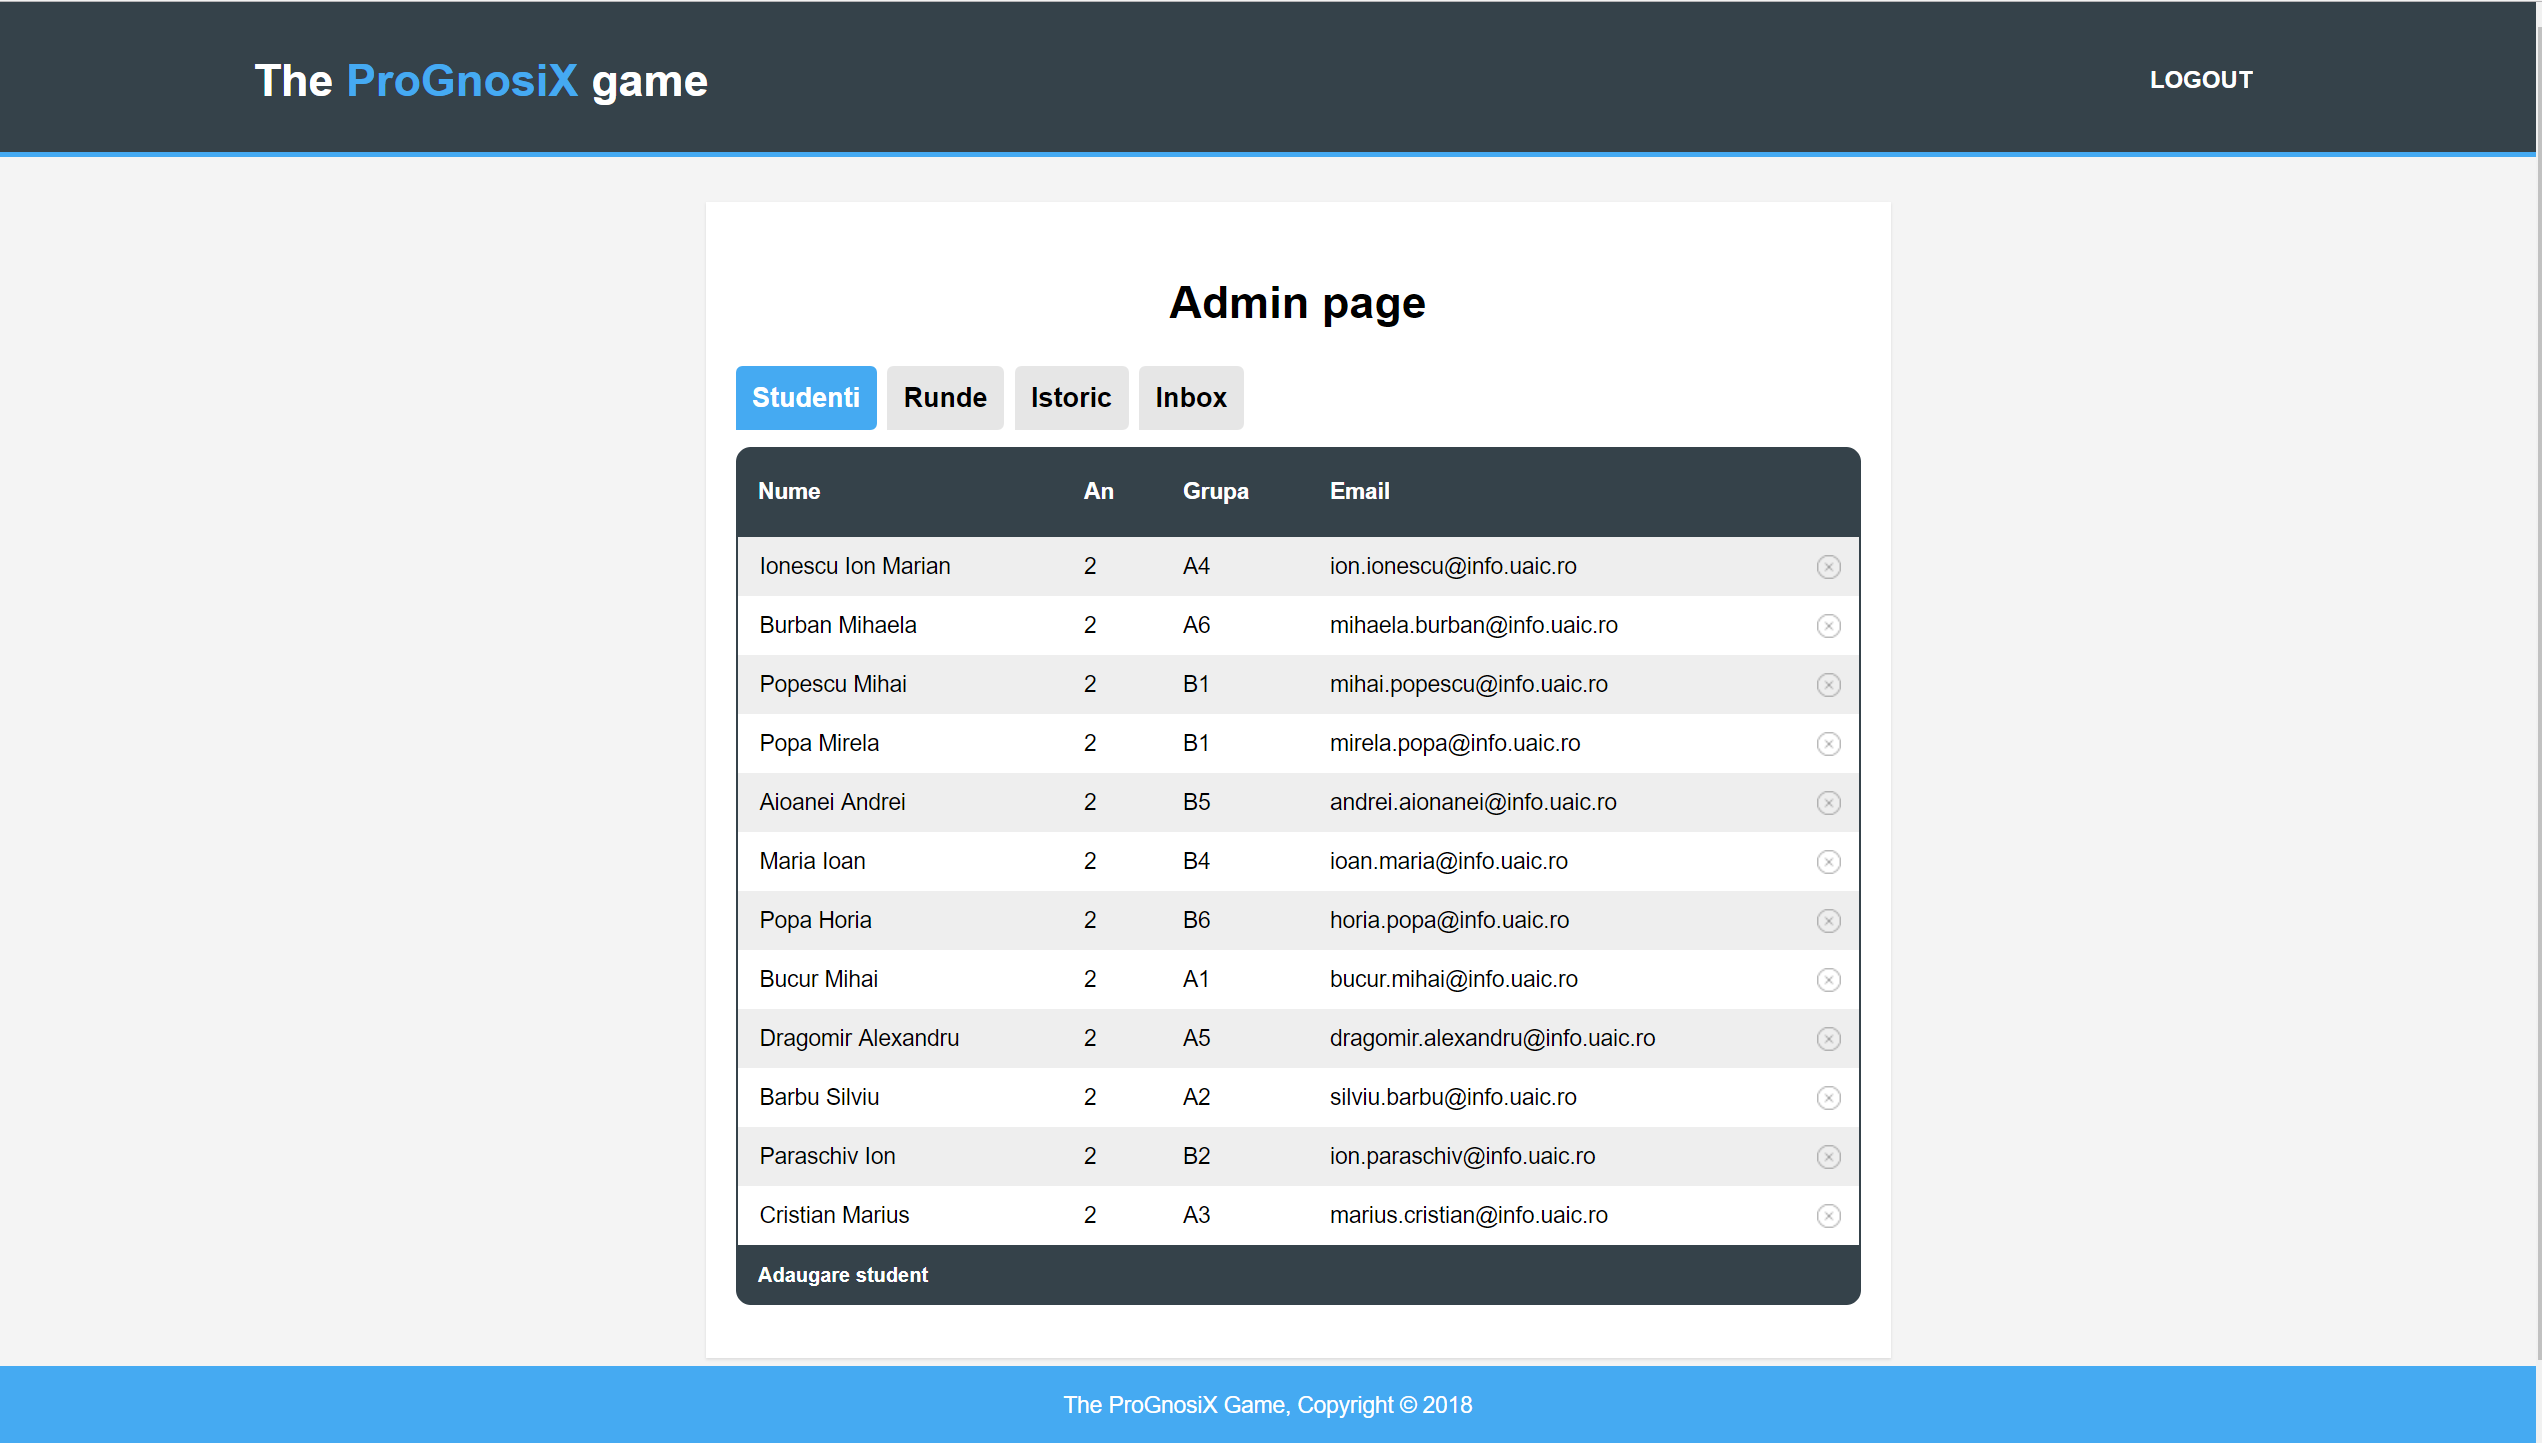 The ProGnosiX game
LOGOUT
Admin page
Studenti Runde Istoric Inbox
Nume An Grupa Email
Ionescu Ion Marian 2 A4 ion.ionescu@info.uaic.ro
Burban Mihaela 2 A6 mihaela.burban@info.uaic.ro
Popescu Mihai 2 B1 mihai.popescu@info.uaic.ro
Popa Mirela 2 B1 mirela.popa@info.uaic.ro
Aioanei Andrei 2 B5 andrei.aionanei@info.uaic.ro
Maria Ioan 2 B4 ioan.maria@info.uaic.ro
Popa Horia 2 B6 horia.popa@info.uaic.ro
Bucur Mihai 2 A1 bucur.mihai@info.uaic.ro
Dragomir Alexandru 2 A5 dragomir.alexandru@info.uaic.ro
Barbu Silviu 2 A2 silviu.barbu@info.uaic.ro
Paraschiv Ion 2 B2 ion.paraschiv@info.uaic.ro
Cristian Marius 2 A3 marius.cristian@info.uaic.ro
Adaugare student
The ProGnosiX Game, Copyright © 2018